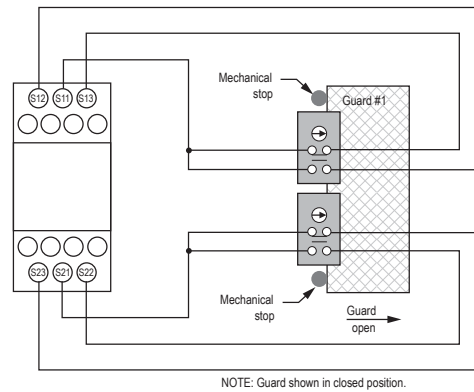 S12 S11 S13
Mechanical
stop
Guard #1
S23 S21 S22
Mechanical
stop
Guard
open
NOTE: Guard shown in closed position.